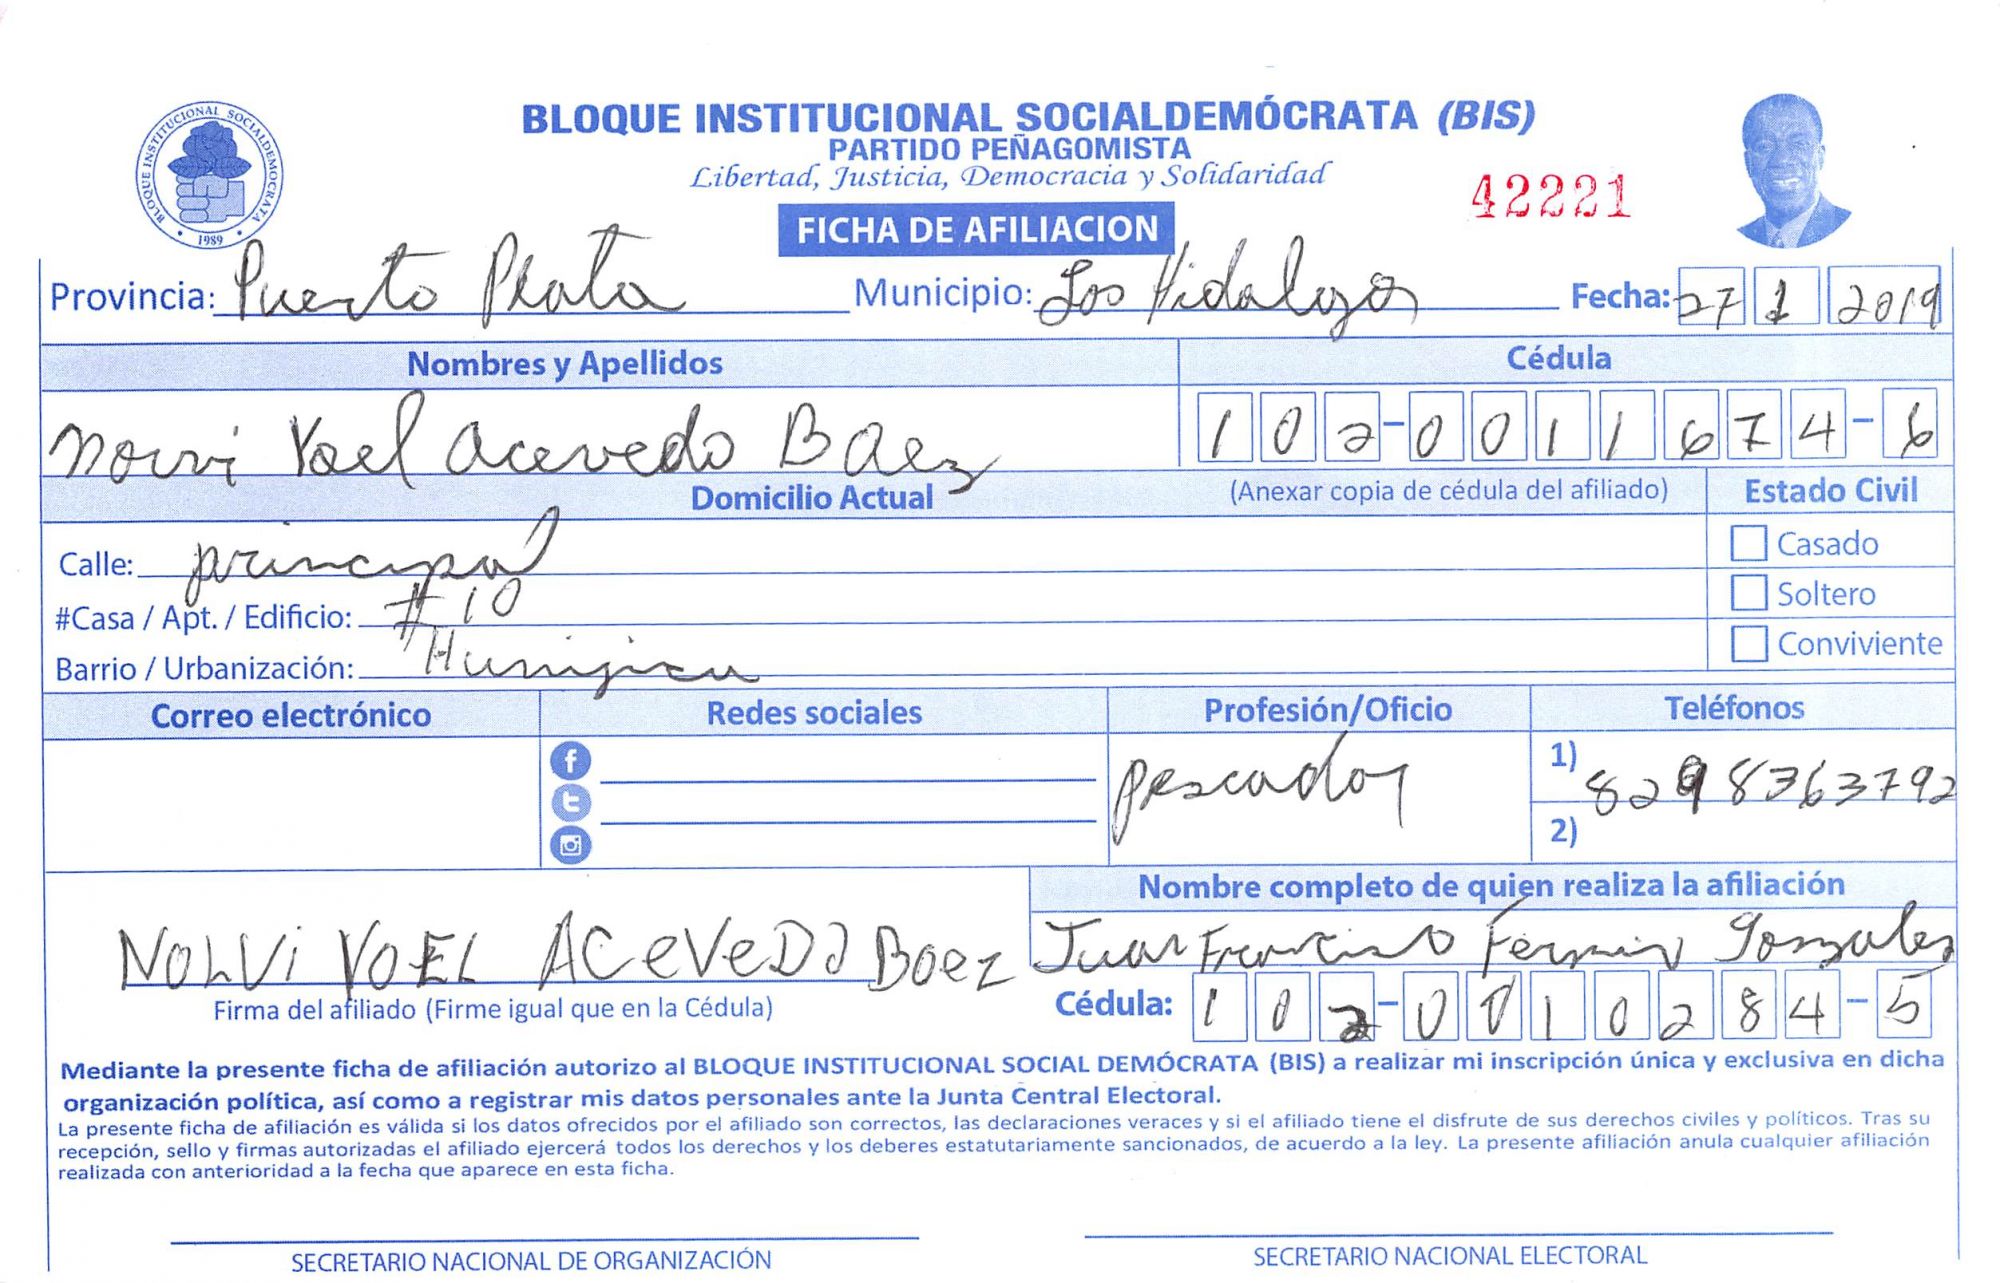 BLOQUE INSTITUCIONAL SOCIALDEMOCRATA
1989
BLOQUE INSTITUCIONAL SOCIALDEMÓCRATA (BIS)
PARTIDO PEÑAGOMISTA
Libertad, Justicia, Democracia y Solidaridad
42221
FICHA DE AFILIACION
Provincia: Puerto Plata Municipio: Los Hidalgos Fecha: 27 1 2019
Nombres y Apellidos Cédula
Yoel Acevedo Baez 102-0011674-6
Domicilio Actual (Anexar copia de cédula del afiliado) Estado Civil
Calle: principal Casado
#Casa / Apt. / Edificio: #10 Soltero
Barrio / Urbanización: Conviviente
Correo electrónico Redes sociales Profesión/Oficio Teléfonos
pescador 1) 8298363792
2)
Nombre completo de quien realiza la afiliación
NOLVi YOEL ACeVeDO Baez Juan Francisco Fermin Gonzalez
Firma del afiliado (Firme igual que en la Cédula) Cédula: 102-0010284-5
Mediante la presente ficha de afiliación autorizo al BLOQUE INSTITUCIONAL SOCIAL DEMÓCRATA (BIS) a realizar mi inscripción única y exclusiva en dicha
organización política, así como a registrar mis datos personales ante la Junta Central Electoral.
La presente ficha de afiliación es válida si los datos ofrecidos por el afiliado son correctos, las declaraciones veraces y si el afiliado tiene el disfrute de sus derechos civiles y políticos. Tras su
recepción, sello y firmas autorizadas el afiliado ejercerá todos los derechos y los deberes estatutariamente sancionados, de acuerdo a la ley. La presente afiliación anula cualquier afiliación
realizada con anterioridad a la fecha que aparece en esta ficha.
SECRETARIO NACIONAL DE ORGANIZACIÓN SECRETARIO NACIONAL ELECTORAL